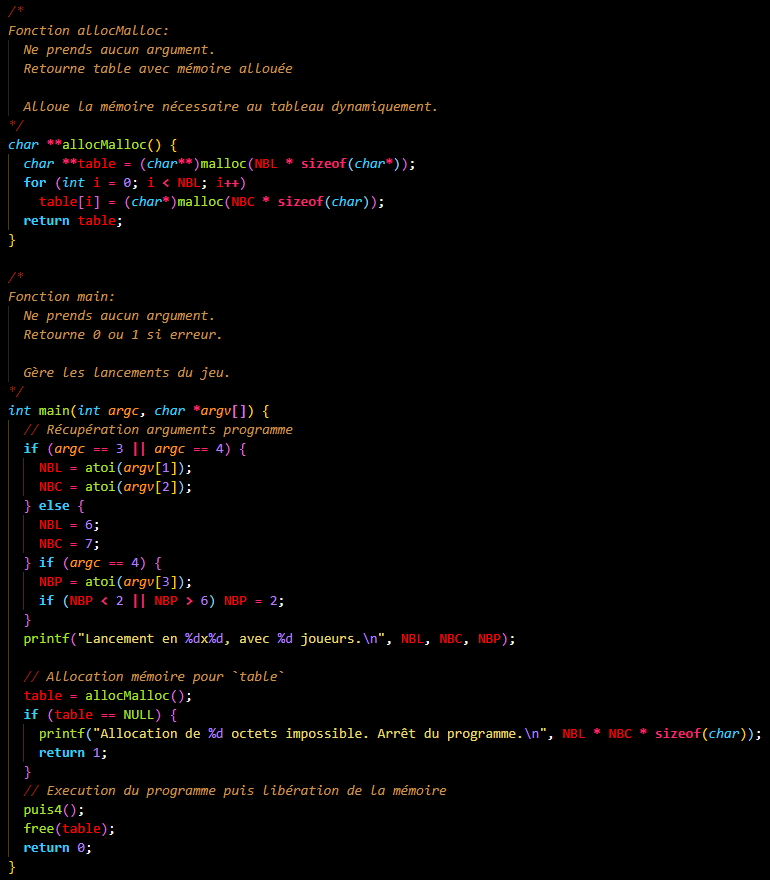 /*
Fonction allocMalloc:
  Ne prends aucun argument.
  Retourne table avec mémoire allouée

  Alloue la mémoire nécessaire au tableau dynamiquement.
*/
char **allocMalloc() {
  char **table = (char**)malloc(NBL * sizeof(char*));
  for (int i = 0; i < NBL; i++)
    table[i] = (char*)malloc(NBC * sizeof(char));
  return table;
}

/*
Fonction main:
  Ne prends aucun argument.
  Retourne 0 ou 1 si erreur.

  Gère les lancements du jeu.
*/
int main(int argc, char *argv[]) {
  // Récupération arguments programme
  if (argc == 3 || argc == 4) {
    NBL = atoi(argv[1]);
    NBC = atoi(argv[2]);
  } else {
    NBL = 6;
    NBC = 7;
  } if (argc == 4) {
    NBP = atoi(argv[3]);
    if (NBP < 2 || NBP > 6) NBP = 2;
  }
  printf("Lancement en %dx%d, avec %d joueurs.\n", NBL, NBC, NBP);

  // Allocation mémoire pour `table`
  table = allocMalloc();
  if (table == NULL) {
    printf("Allocation de %d octets impossible. Arrêt du programme.\n", NBL * NBC * sizeof(char));
    return 1;
  }
  // Execution du programme puis libération de la mémoire
  puis4();
  free(table);
  return 0;
}